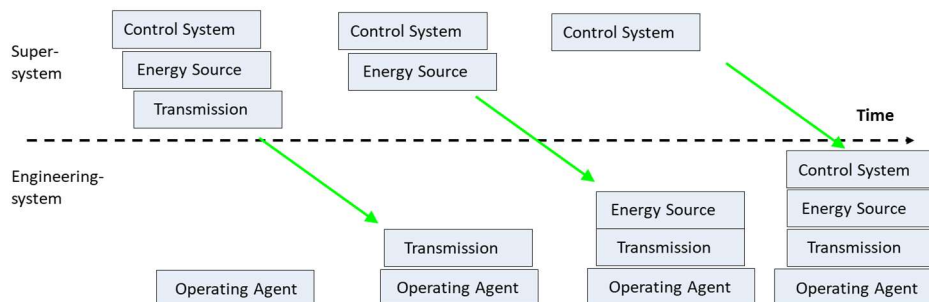 Super-
system
Control System
Energy Source
Transmission
Control System
Energy Source
Control System
Time
Engineering-
system
Operating Agent
Transmission
Operating Agent
Energy Source
Transmission
Operating Agent
Control System
Energy Source
Transmission
Operating Agent